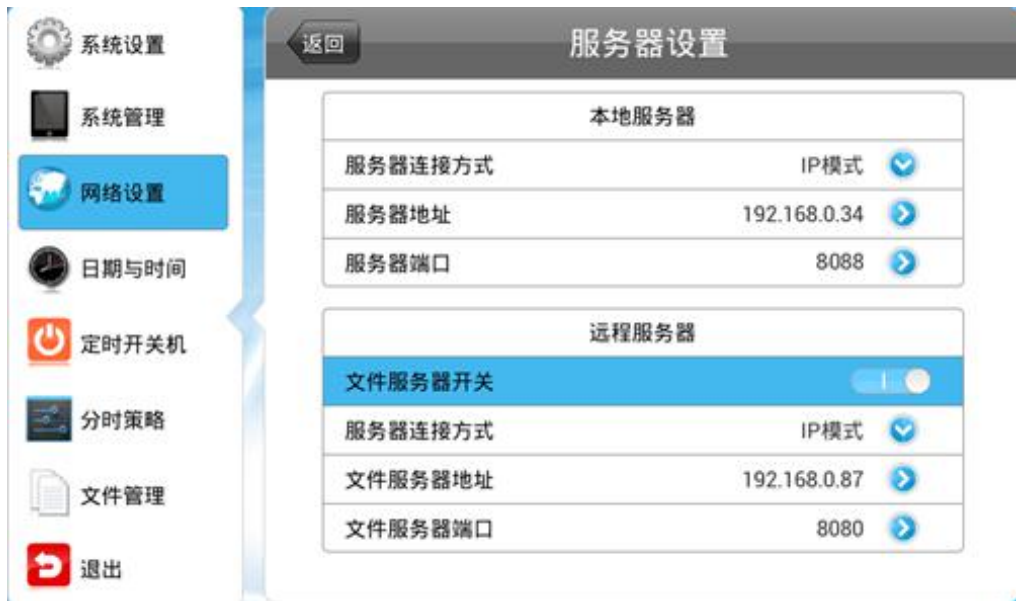 系统设置
系统管理
网络设置
日期与时间
定时开关机
分时策略
文件管理
退出
返回
服务器设置
本地服务器
服务器连接方式 IP模式
服务器地址 192.168.0.34
服务器端口 8088
远程服务器
文件服务器开关
服务器连接方式 IP模式
文件服务器地址 192.168.0.87
文件服务器端口 8080